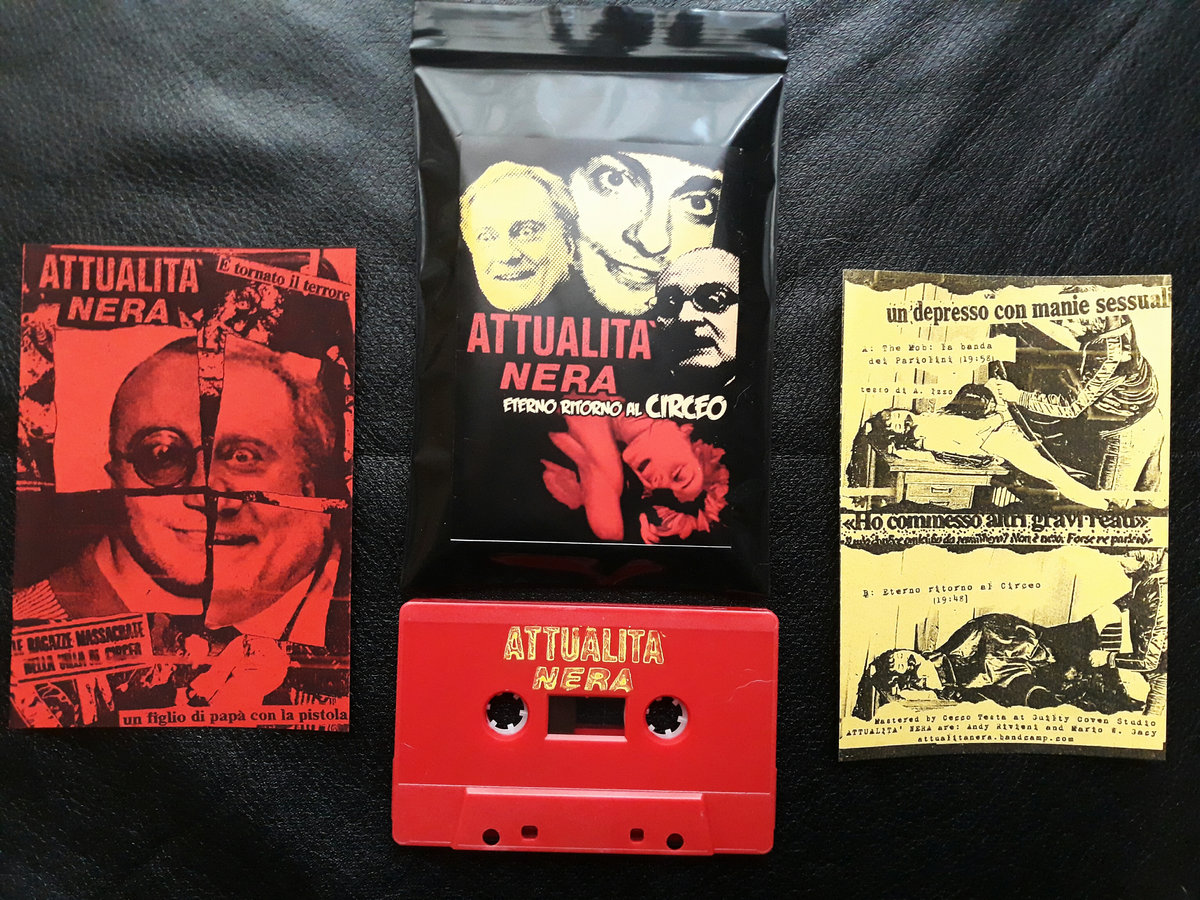 ATTUALITA'
NERA
È tornato il terrore
LE RAGAZZE MASSACRATE
NELLA VILLA DI CIRCEO
un figlio di papà con la pistola
ATTUALITA'
NERA
ETERNO RITORNO AL CIRCEO
ATTUALITA'
NERA
un depresso con manie sessuali
A: The Mob: la banda
dei Pariolini (19:58)
testo di A. Izzo
«Ho commesso altri gravi reati»
Non è
B: Eterno ritorno al Circeo
(19:48)
Mastered by Cesso Testa at Guilty Coven Studio
ATTUALITA' NERA are: Andy Rivieni and Mario W. Gacy
attualitanera.bandcamp.com